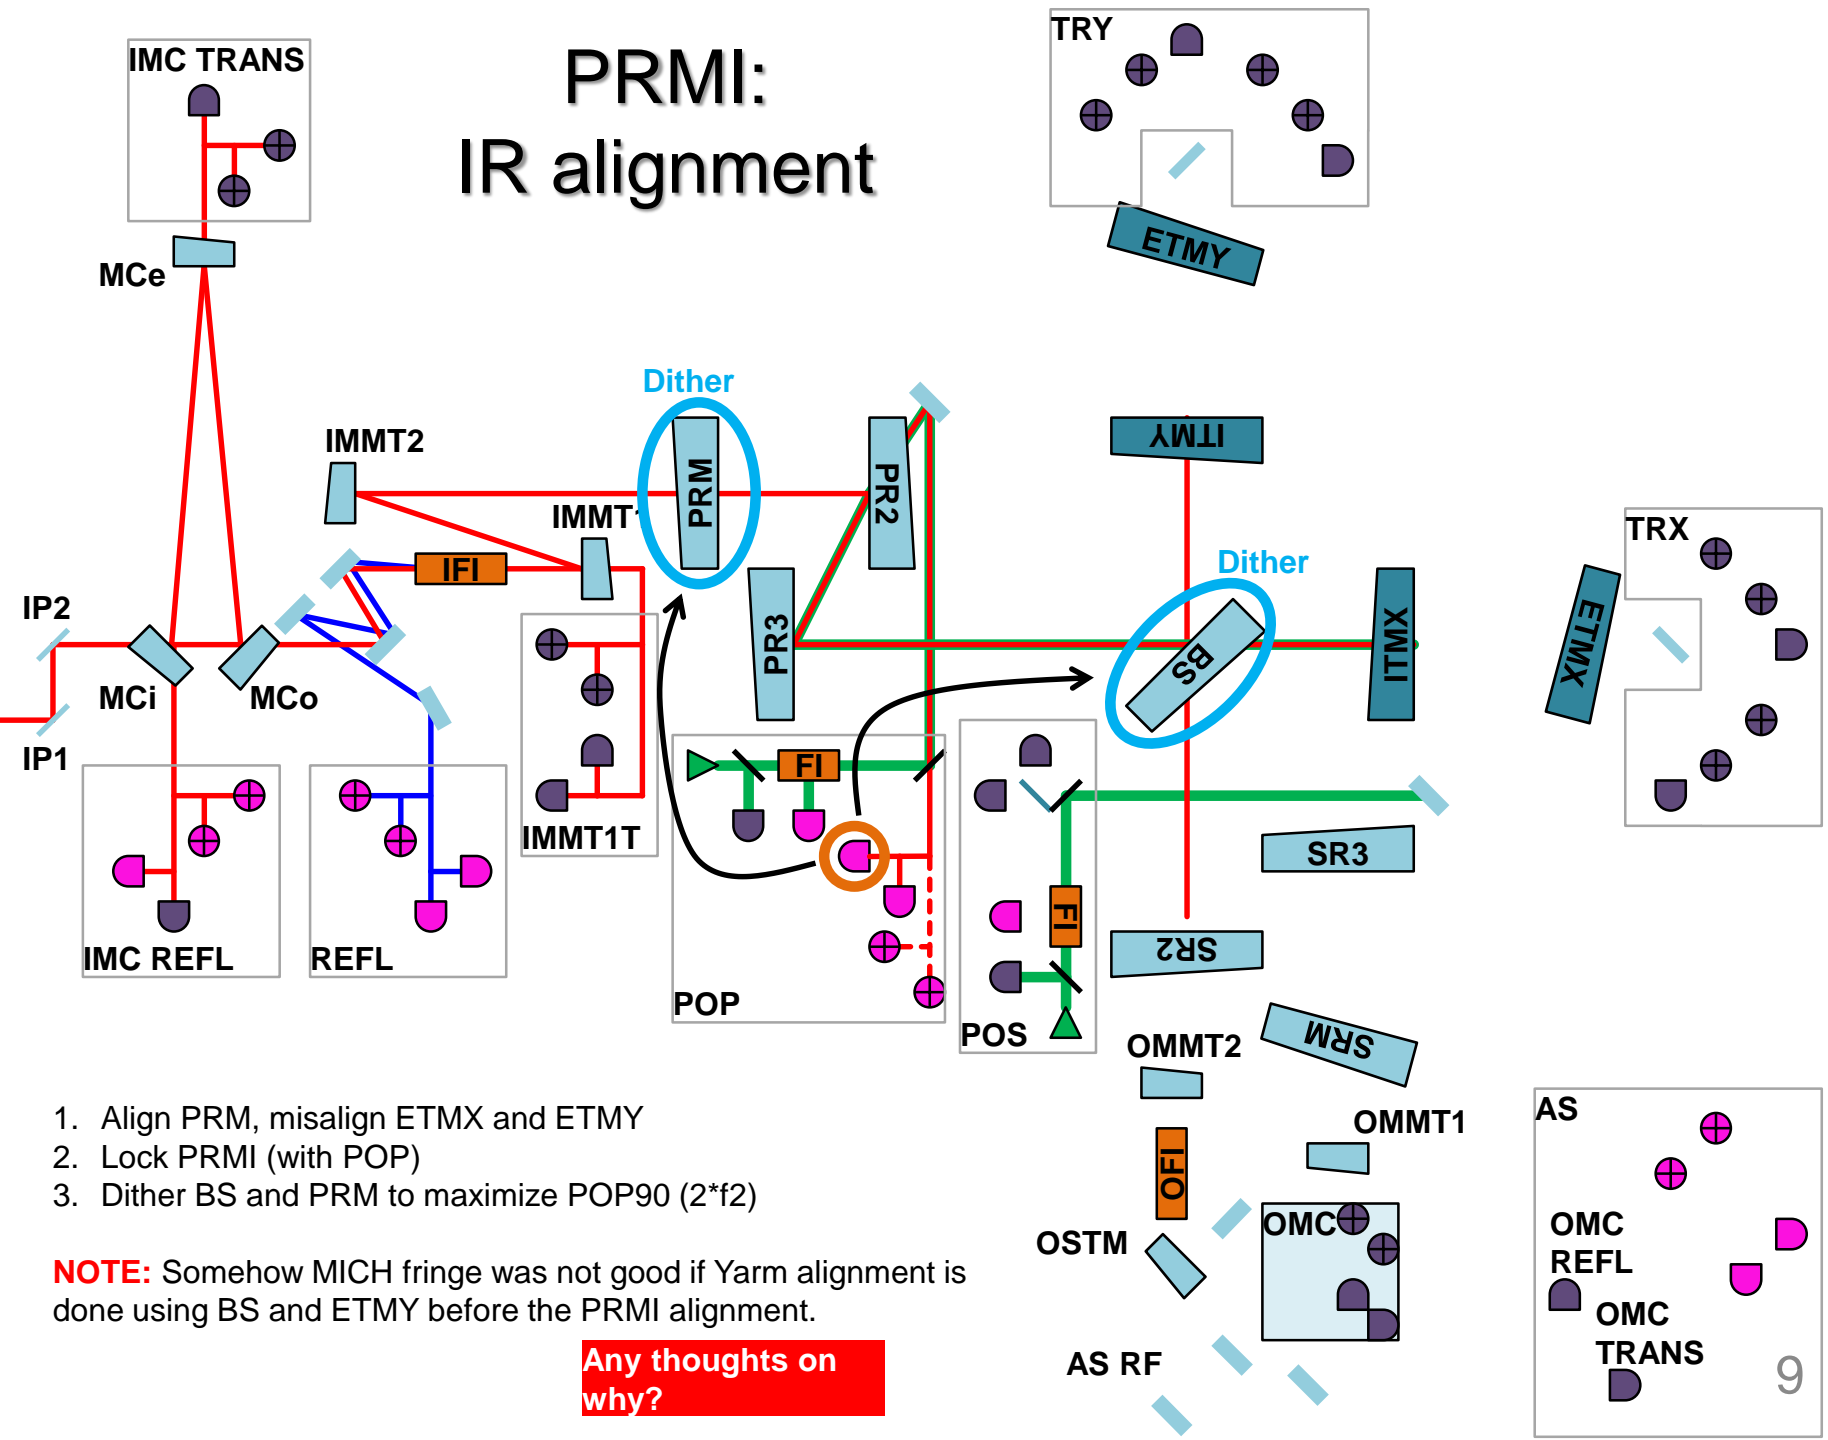 PRMI:
IR alignment
IMC TRANS
TRY
ETMY
MCe
Dither
IMMT2
PRM
PR2
ITMY
IMMT1
TRX
IFI
Dither
IP2
PR3
BS
ITMX
ETMX
MCi
MCo
IP1
FI
IMMT1T
SR3
FI
IMC REFL
REFL
SR2
POP
POS
SRM
OMMT2
1. Align PRM, misalign ETMX and ETMY
2. Lock PRMI (with POP)
3. Dither BS and PRM to maximize POP90 (2*f2)
NOTE: Somehow MICH fringe was not good if Yarm alignment is
done using BS and ETMY before the PRMI alignment.
Any thoughts on
why?
OMMT1
AS
OFI
OMC
OSTM
OMC
REFL
OMC
TRANS
AS RF
9